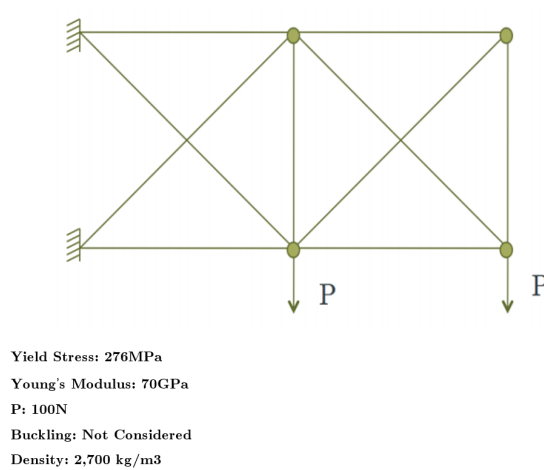 P
P
Yield Stress: 276MPa
Young's Modulus: 70GPa
P: 100N
Buckling: Not Considered
Density: 2,700 kg/m3